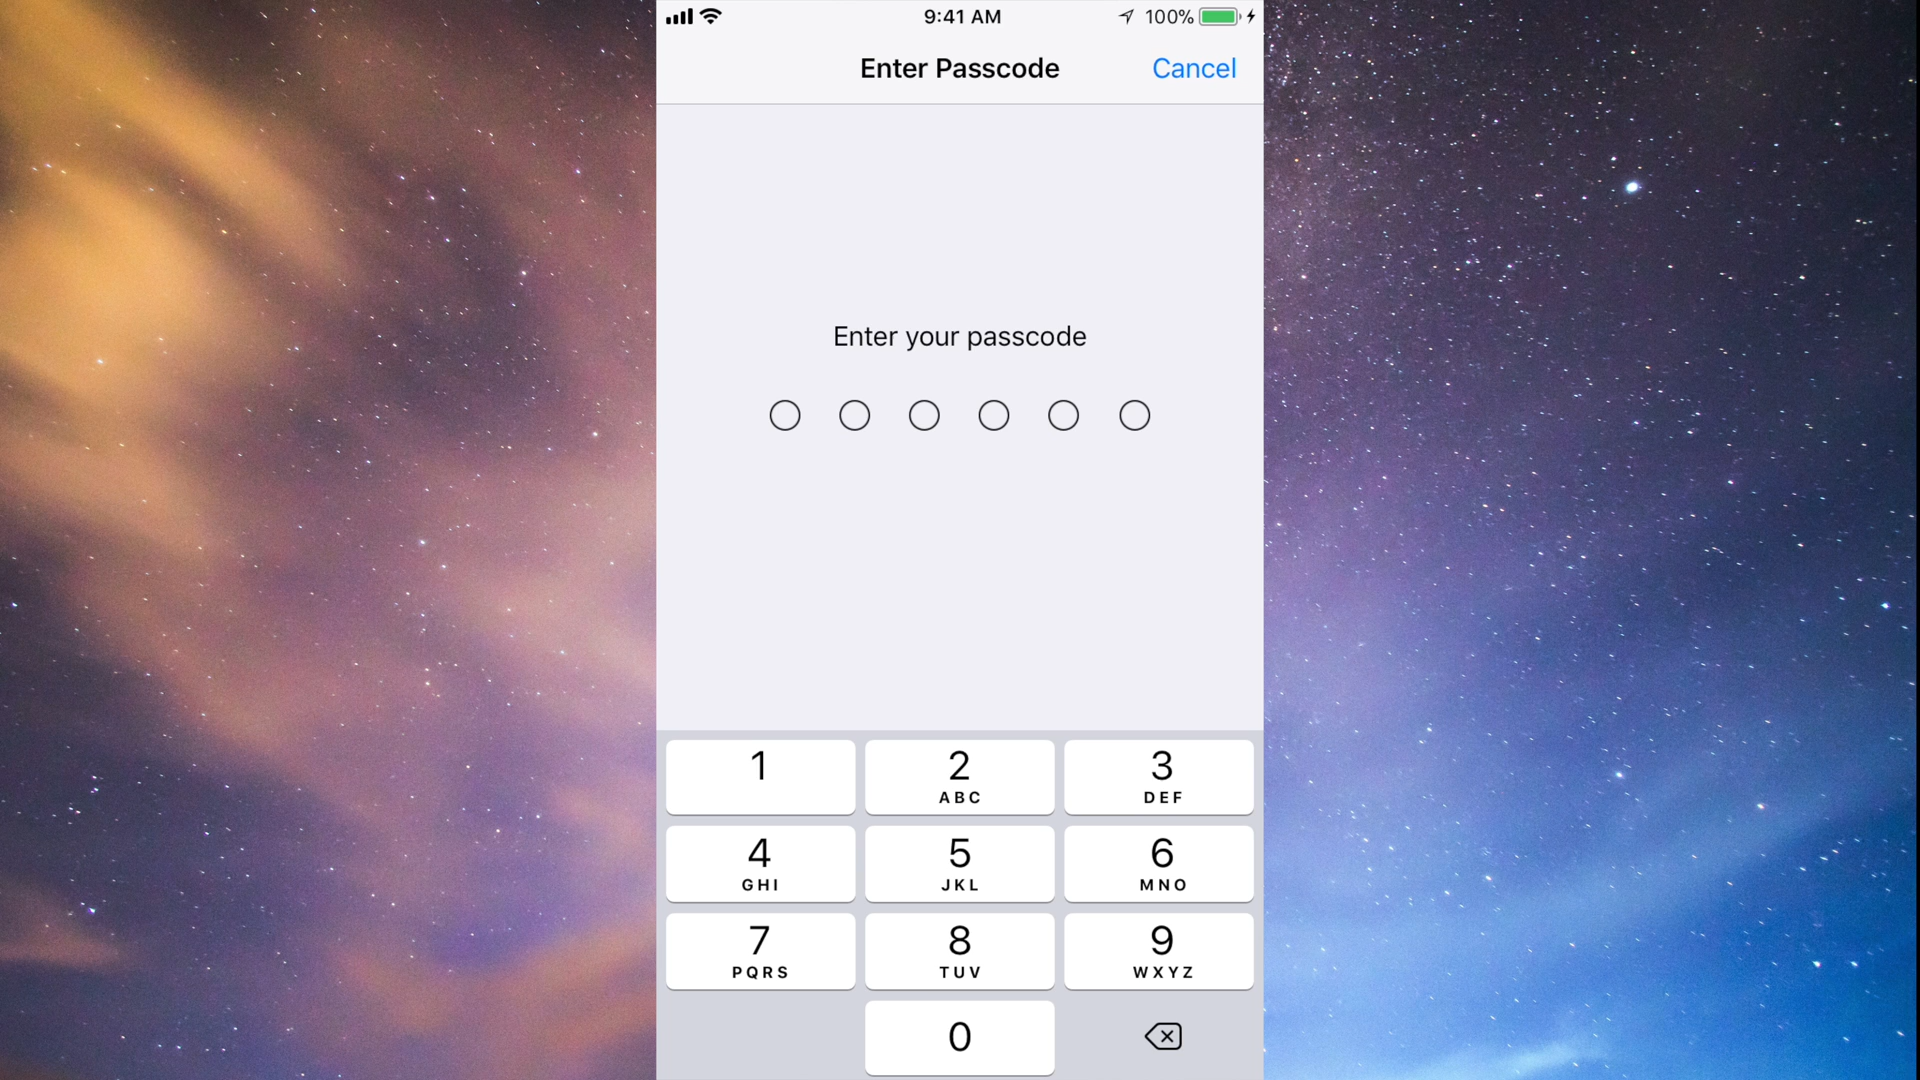 9:41 AM 100%
Enter Passcode Cancel
Enter your passcode
1 2 3
ABC DEF
4 5 6
GHI JKL MNO
7 8 9
PQRS TUV WXYZ
0